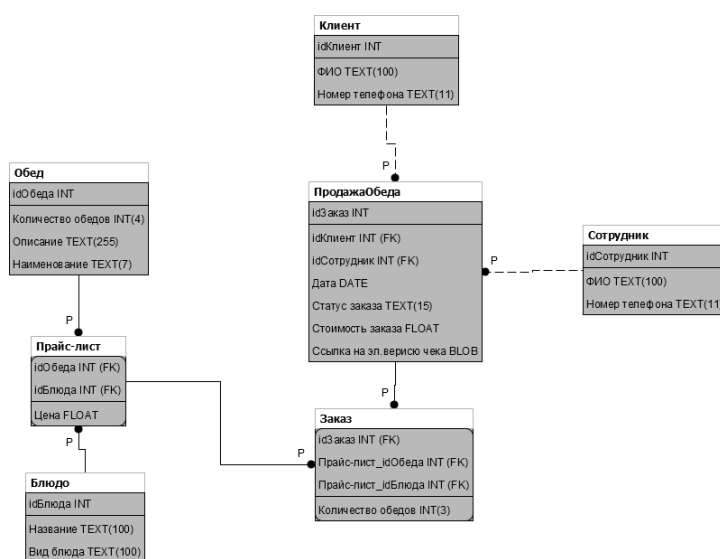 Клиент
idКлиент INT
ФИО TEXT(100)
Номер телефона TEXT(11)
P
Обед
idОбеда INT
Количество обедов INT(4)
Описание TEXT(255)
Наименование TEXT(7)
P
ПродажаОбеда
idЗаказ INT
idКлиент INT (FK)
idСотрудник INT (FK)
Дата DATE
Статус заказа TEXT(15)
Стоимость заказа FLOAT
Ссылка на эл.верисю чека BLOB
P
Сотрудник
idСотрудник INT
ФИО TEXT(100)
Номер телефона TEXT(11)
P
Прайс-лист
idОбеда INT (FK)
idБлюда INT (FK)
Цена FLOAT
P
Заказ
idЗаказ INT (FK)
Прайс-лист_idОбеда INT (FK)
Прайс-лист_idБлюда INT (FK)
Количество обедов INT(3)
P
P
Блюдо
idБлюда INT
Название TEXT(100)
Вид блюда TEXT(100)